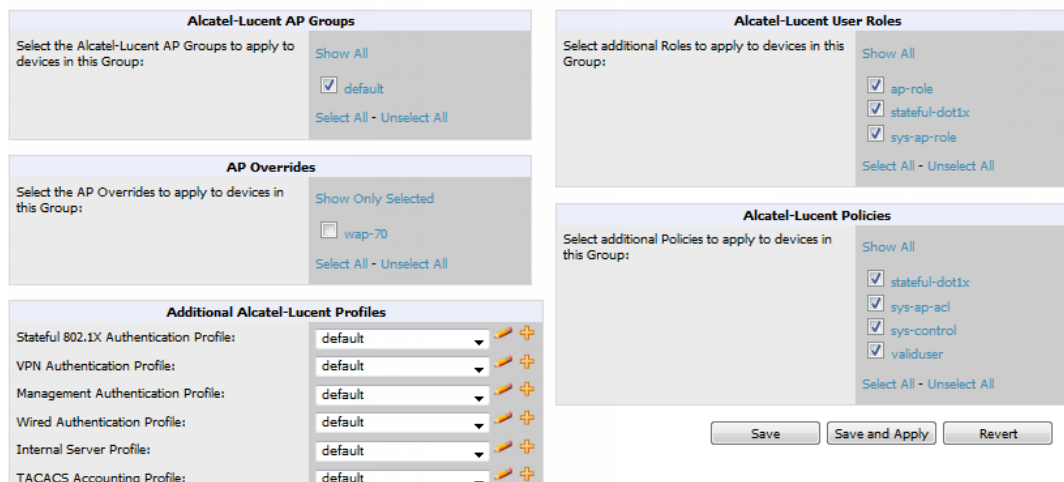 Alcatel-Lucent AP Groups
Select the Alcatel-Lucent AP Groups to apply to
devices in this Group:
Show All
default
Select All - Unselect All
AP Overrides
Select the AP Overrides to apply to devices in
this Group:
Show Only Selected
wap-70
Select All - Unselect All
Additional Alcatel-Lucent Profiles
Stateful 802.1X Authentication Profile: default
VPN Authentication Profile: default
Management Authentication Profile: default
Wired Authentication Profile: default
Internal Server Profile: default
TACACS Accounting Profile: default
Alcatel-Lucent User Roles
Select additional Roles to apply to devices in this
Group:
Show All
ap-role
stateful-dot1x
sys-ap-role
Select All - Unselect All
Alcatel-Lucent Policies
Select additional Policies to apply to devices in
this Group:
Show All
stateful-dot1x
sys-ap-acl
sys-control
validuser
Select All - Unselect All
Save Save and Apply Revert